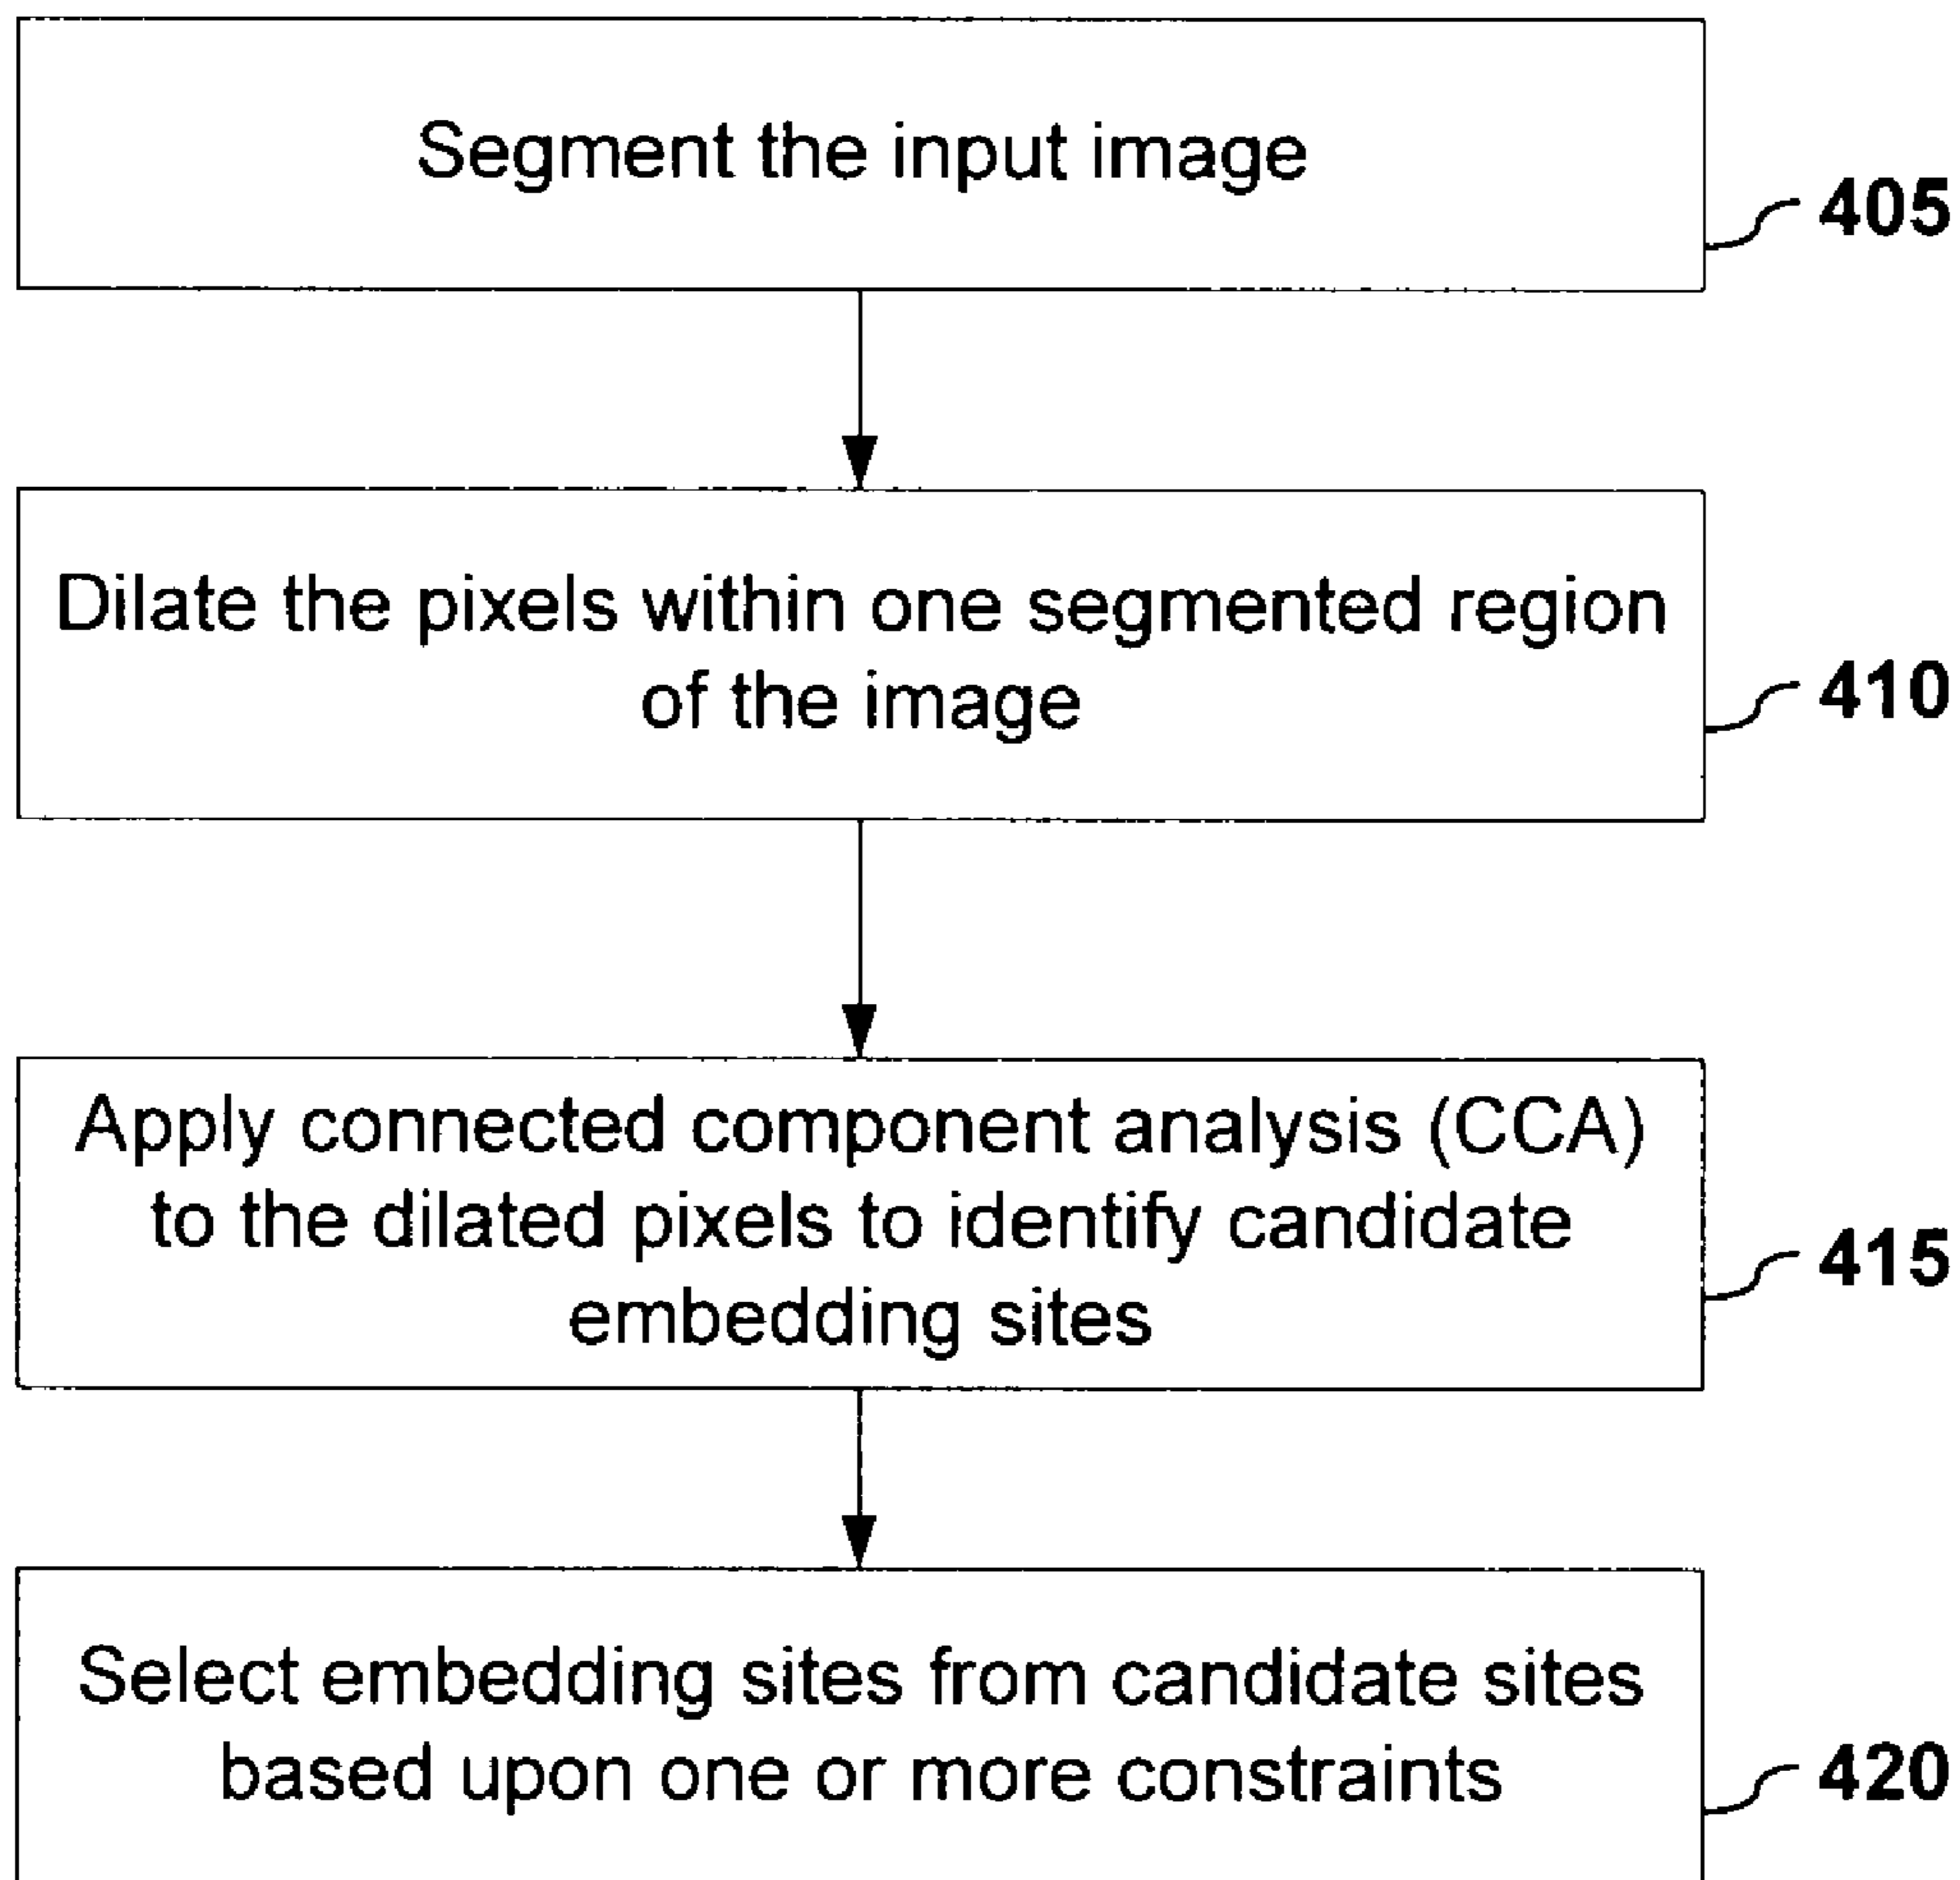 Segment the input image
405
Dilate the pixels within one segmented region
of the image
410
Apply connected component analysis (CCA)
to the dilated pixels to identify candidate
embedding sites
415
Select embedding sites from candidate sites
based upon one or more constraints
420